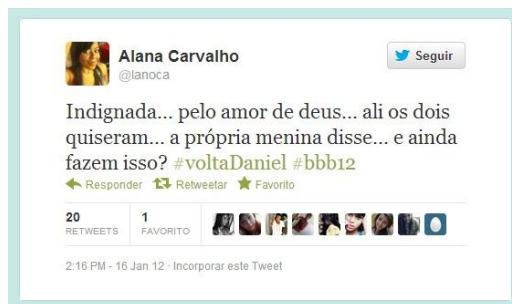 Alana Carvalho
@lanoca
Seguir
Indignada... pelo amor de deus... ali os dois
quiseram... a própria menina disse... e ainda
fazem isso? #voltaDaniel #bbb12
Responder Retweetar Favorito
20 1
RETWEETS FAVORITO
2:16 PM - 16 Jan 12 · Incorporar este Tweet